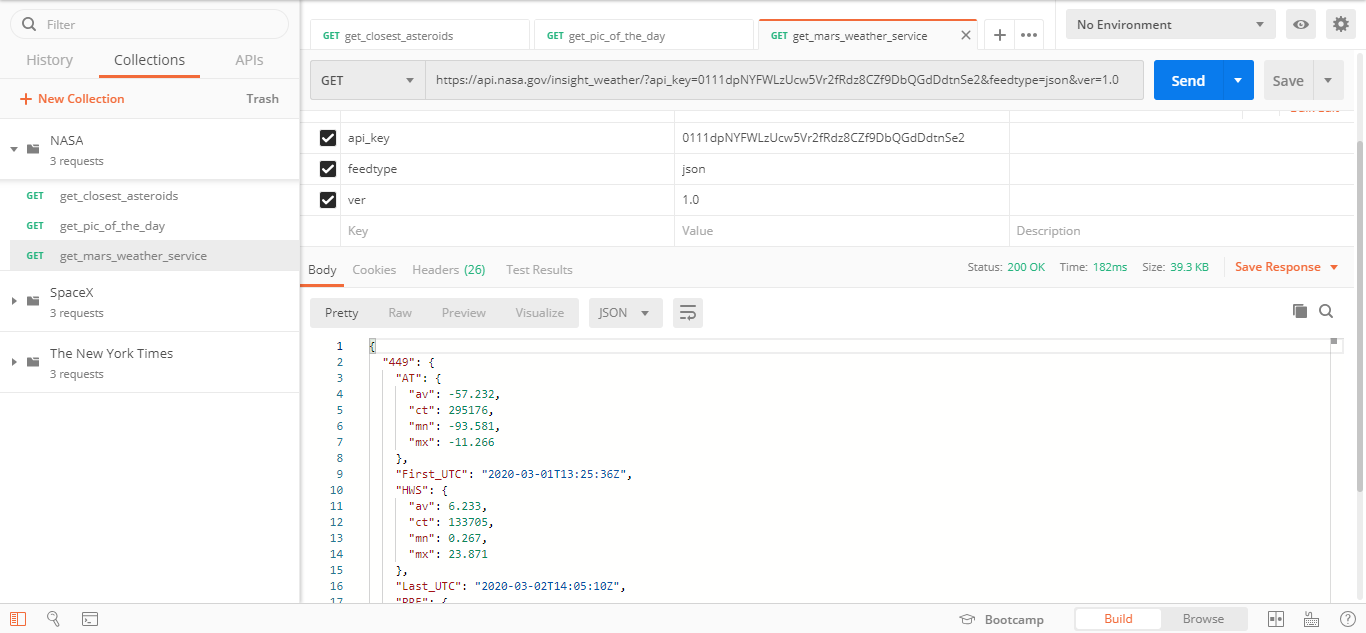 Filter
History Collections APIs
+ New Collection Trash
NASA
3 requests
GET get_closest_asteroids
GET get_pic_of_the_day
GET get_mars_weather_service
SpaceX
3 requests
The New York Times
3 requests
GET get_closest_asteroids GET get_pic_of_the_day GET get_mars_weather_service
No Environment
GET https://api.nasa.gov/insight_weather/?api_key=0111dpNYFWLzUcw5Vr2fRdz8CZf9DbQGdDdtnSe2&feedtype=json&ver=1.0 Send Save
api_key 0111dpNYFWLzUcw5Vr2fRdz8CZf9DbQGdDdtnSe2
feedtype json
ver 1.0
Key Value Description
Body Cookies Headers (26) Test Results Status: 200 OK Time: 182ms Size: 39.3 KB Save Response
Pretty Raw Preview Visualize JSON
1 {
2 "449": {
3 "AT": {
4 "av": -57.232,
5 "ct": 295176,
6 "mn": -93.581,
7 "mx": -11.266
8 },
9 "First_UTC": "2020-03-01T13:25:36Z",
10 "HWS": {
11 "av": 6.233,
12 "ct": 133705,
13 "mn": 0.267,
14 "mx": 23.871
15 },
16 "Last_UTC": "2020-03-02T14:05:10Z",
17 "PRE": {
Bootcamp Build Browse